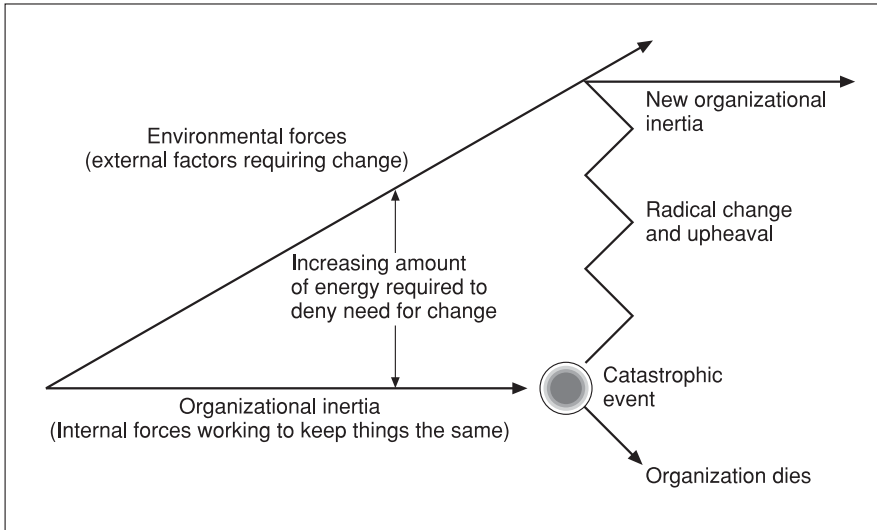 Environmental forces
(external factors requiring change)
New organizational
inertia
Radical change
and upheaval
Increasing amount
of energy required to
deny need for change
Organizational inertia
(Internal forces working to keep things the same)
Catastrophic
event
Organization dies